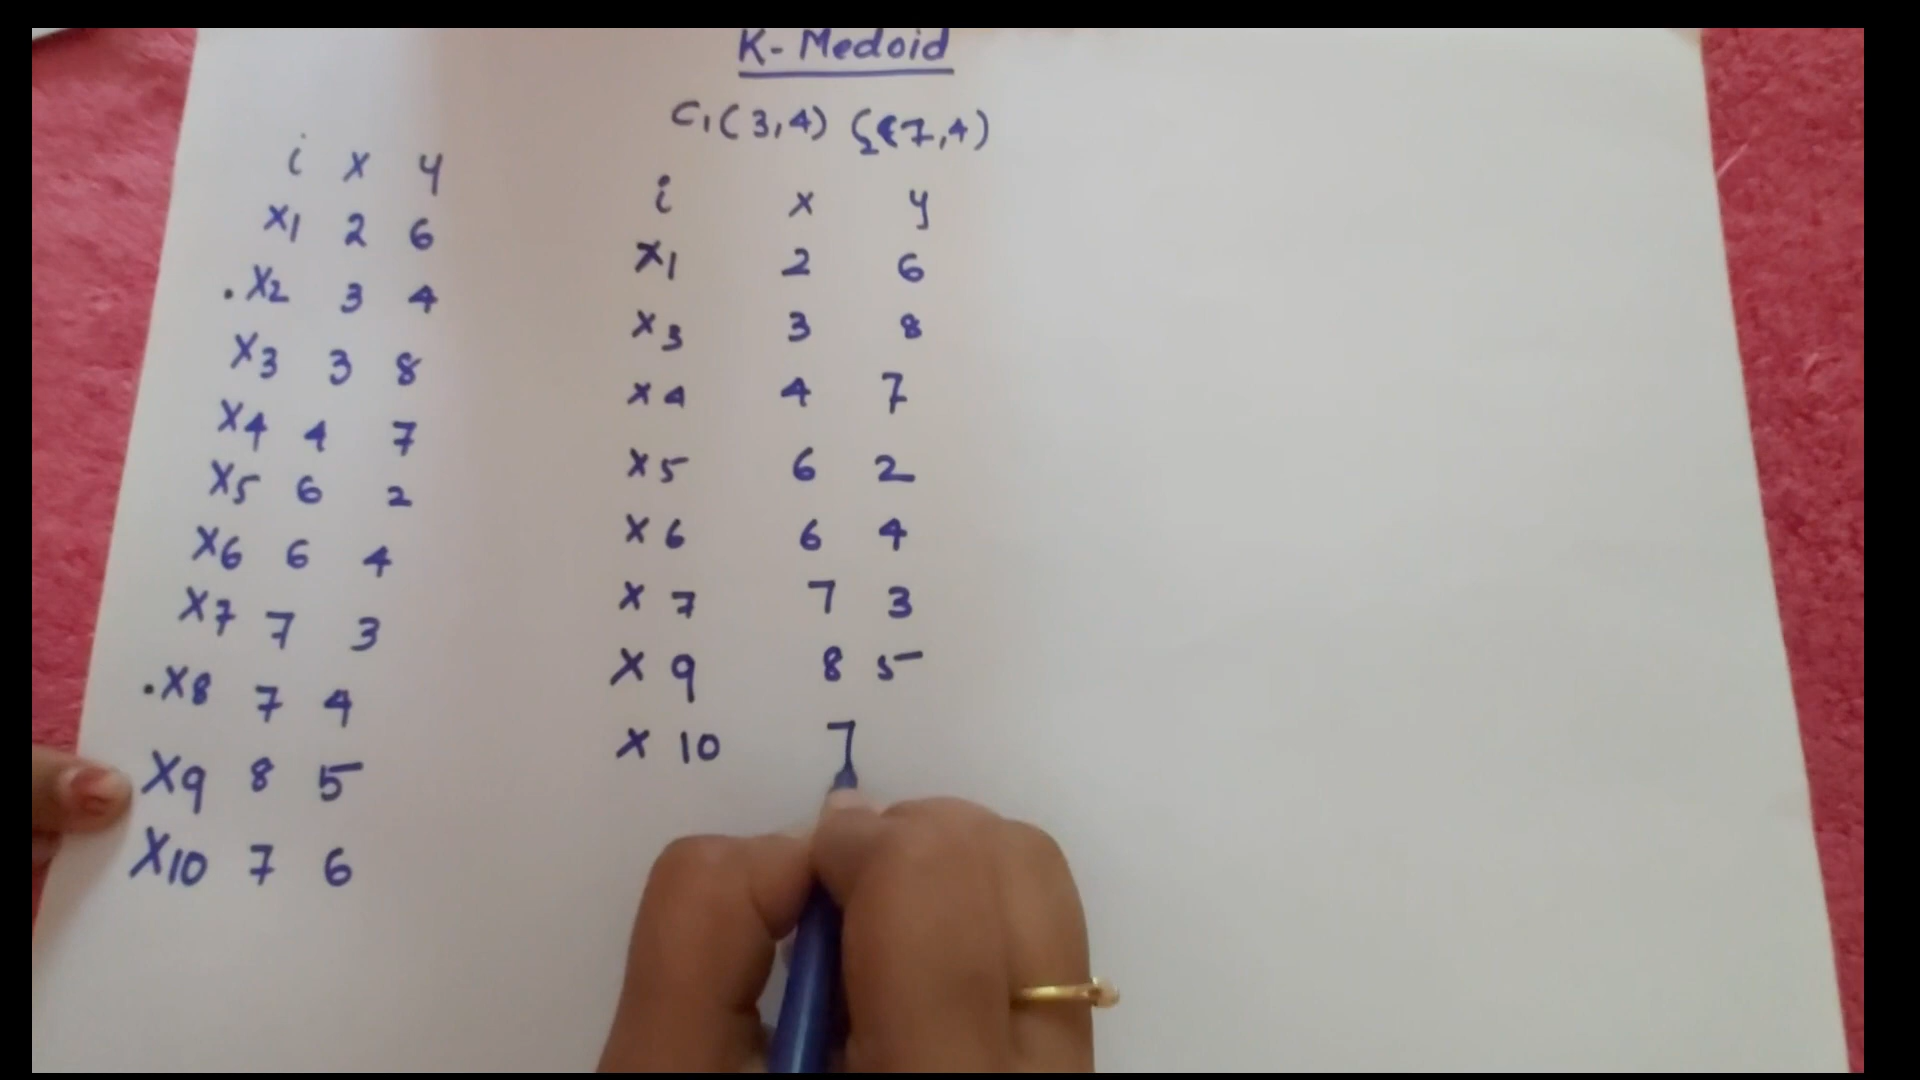 K- Medoid
C1(3,4) C2(7,4)
i x y
X1 2 6
.X2 3 4
X3 3 8
X4 4 7
X5 6 2
X6 6 4
X7 7 3
.X8 7 4
X9 8 5
X10 7 6
i x y
X1 2 6
X3 3 8
X4 4 7
X5 6 2
X6 6 4
X7 7 3
X9 8 5
X10 7